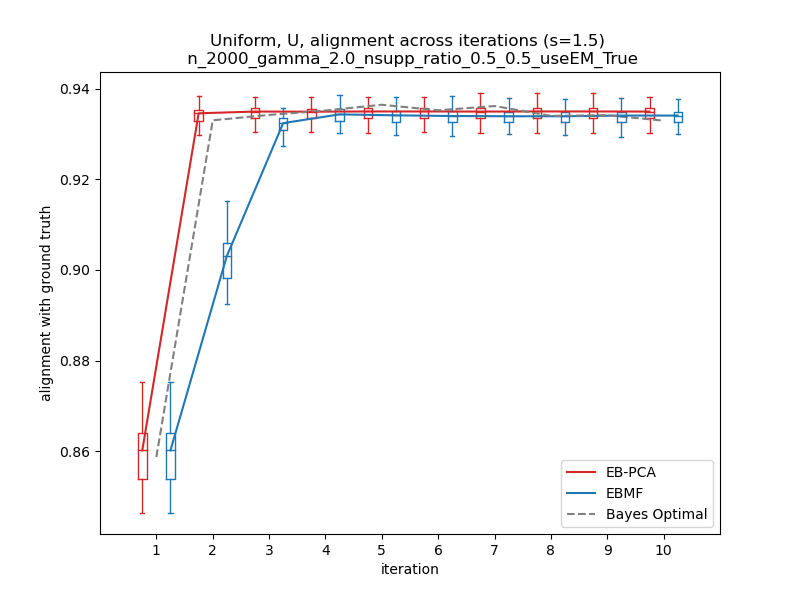 Uniform, U, alignment across iterations (s=1.5)
n_2000_gamma_2.0_nsupp_ratio_0.5_0.5_useEM_True
0.94
0.92
0.90
0.88
0.86
alignment with ground truth
EB-PCA
EBMF
Bayes Optimal
1 2 3 4 5 6 7 8 9 10
iteration